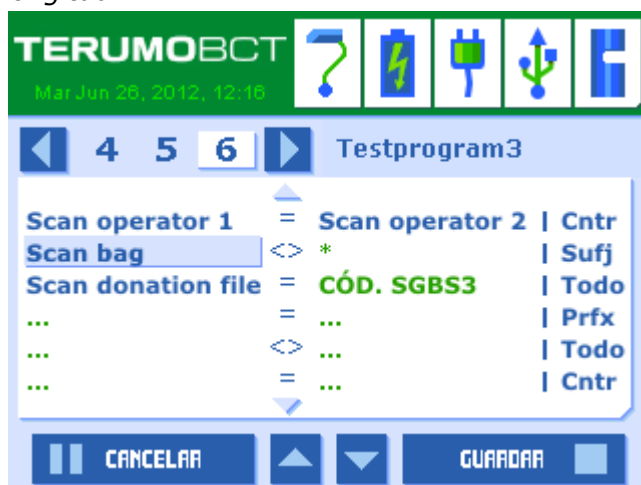 TERUMOBCT
Mar Jun 26, 2012, 12:16
4 5 6 Testprogram3
Scan operator 1 = Scan operator 2 | Cntr
Scan bag <> * | Sufj
Scan donation file = CÓD. SGBS3 | Todo
... = ... | Prfx
... <> ... | Todo
... = ... | Cntr
CANCELAR GUARDAR